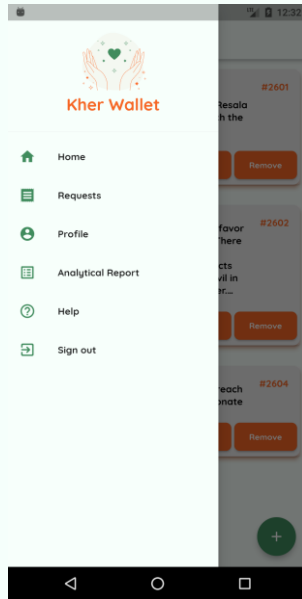 12:32
Kher Wallet
Home
Requests
Profile
Analytical Report
Help
Sign out
#2601
Resala
h the
Remove
#2602
favor
here
cts
vil in
er....
Remove
#2604
reach
onate
Remove
+